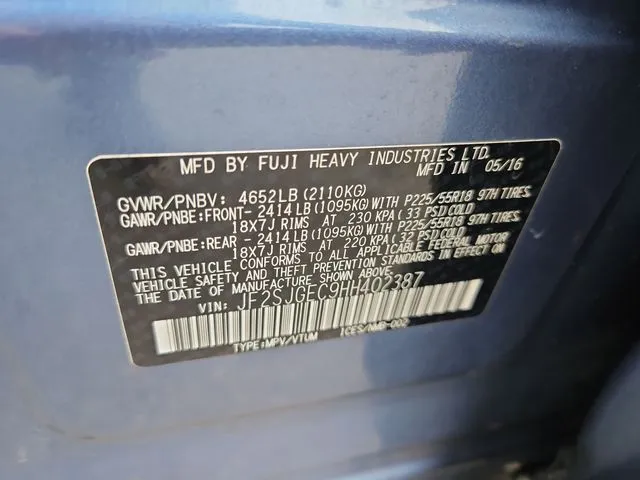 MFD BY FUJI HEAVY INDUSTRIES LTD.
MFD IN 05/16
GVWR/PNBV: 4652LB (2110KG)
GAWR/PNBE:FRONT- 2414LB(1095KG) WITH P225/55R18 97H TIRES,
18X7J RIMS AT 230 KPA( 33 PSI) COLD
GAWR/PNBE:REAR -2414LB(1095KG) WITH P225/55R18 97H TIRES,
18X7J RIMS AT 220 KPA( 32 PSI) COLD
THIS VEHICLE CONFORMS TO ALL APPLICABLE FEDERAL MOTOR
VEHICLE SAFETY AND THEFT PREVENTION STANDARDS IN EFFECT ON
THE DATE OF MANUFACTURE SHOWN ABOVE.
VIN: JF2SJGEC9HH402387
TYPE:MPV/VTUM ICES/NMB-002